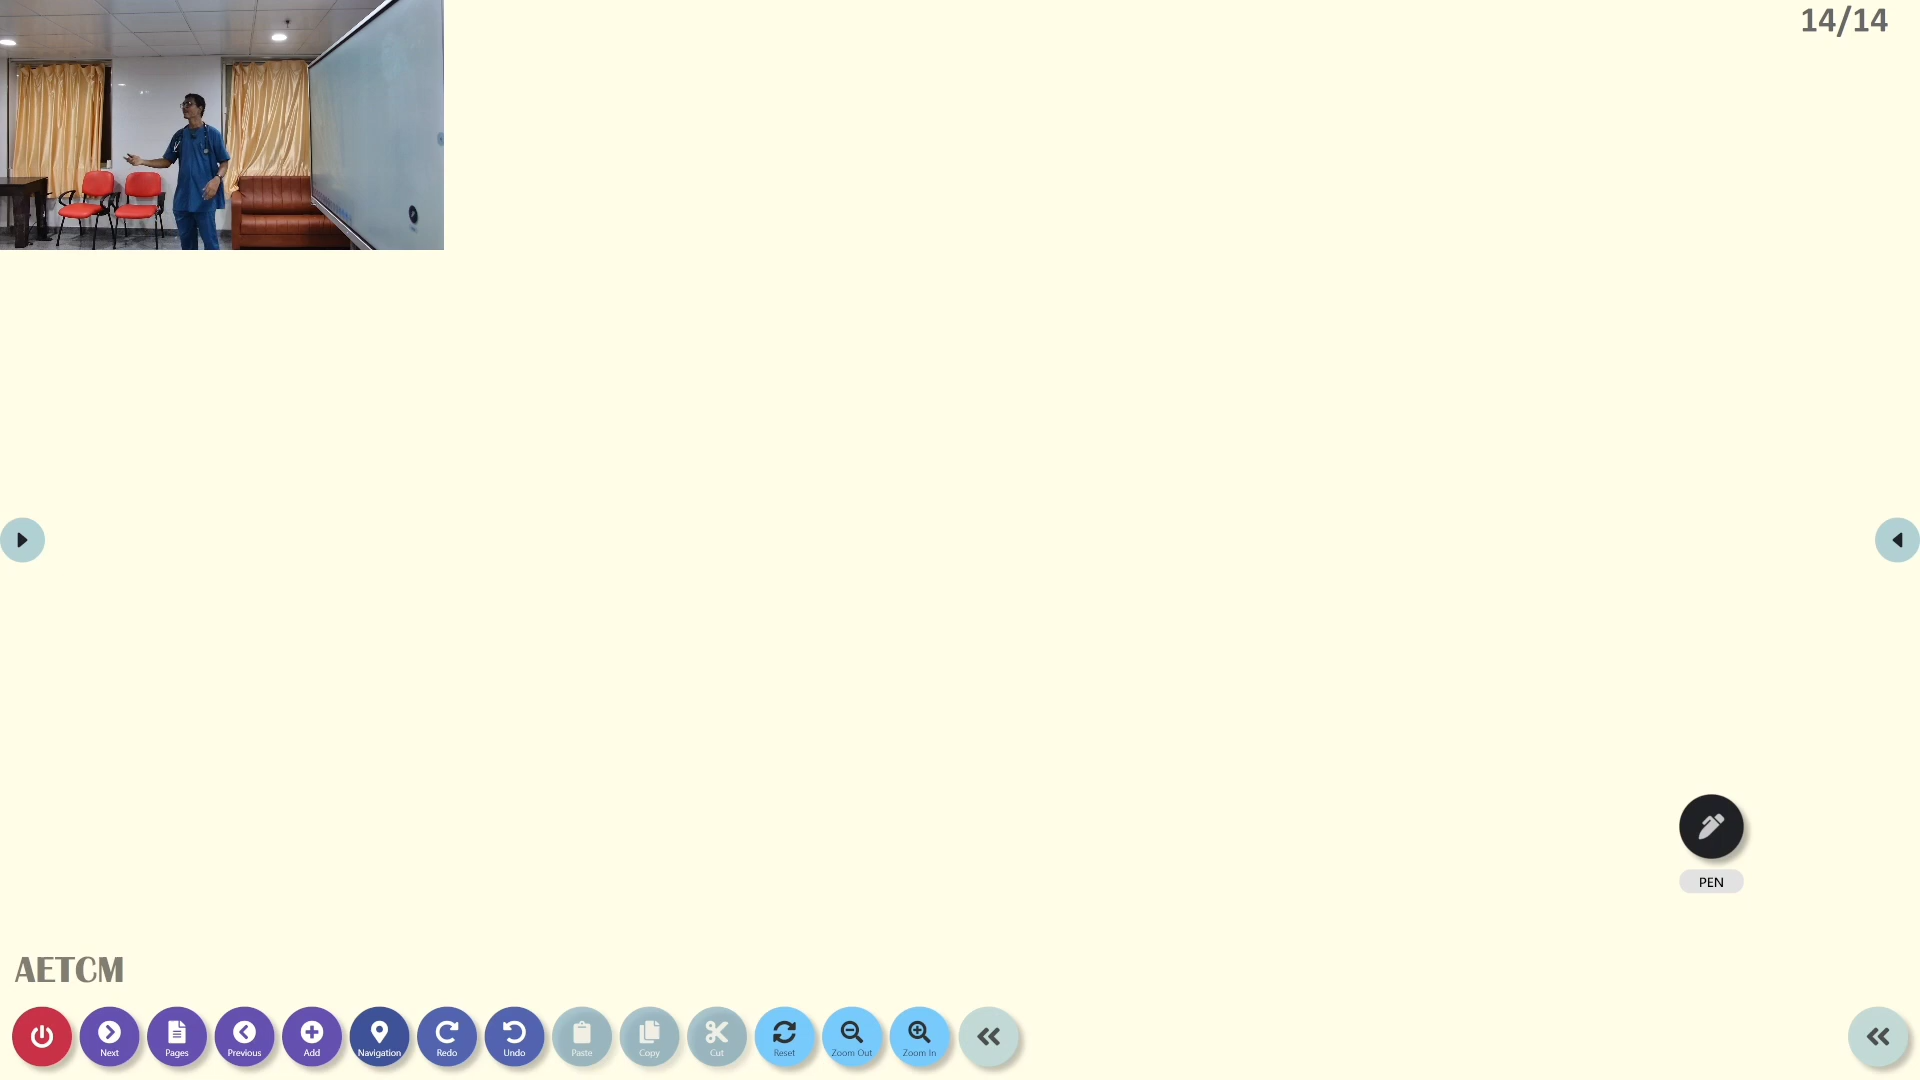 14/14
PEN
AETCM
Next
Pages
Previous
Add
Navigation
Redo
Undo
Paste
Copy
Cut
Reset
Zoom Out
Zoom In